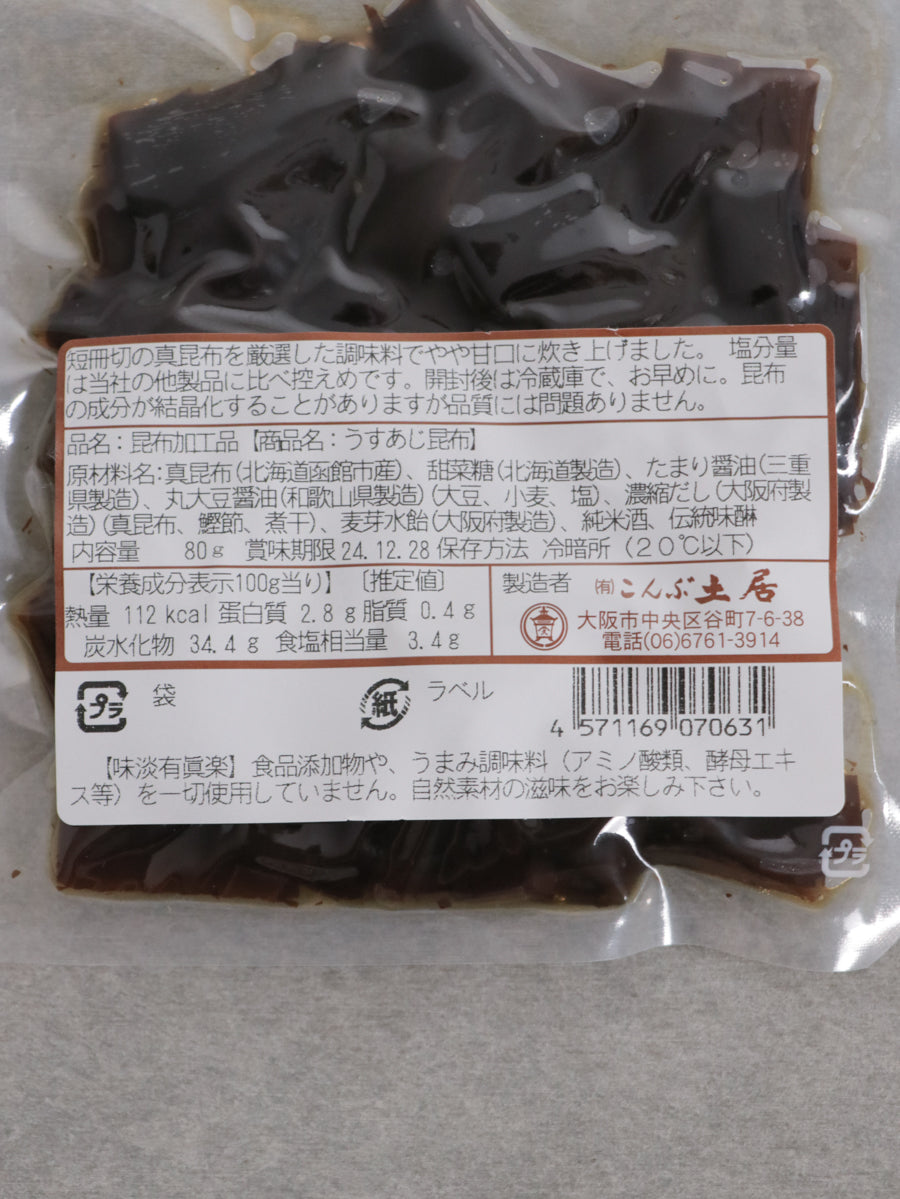 短冊切の真昆布を厳選した調味料でやや甘口に炊き上げました。 塩分量
は当社の他製品に比べ控えめです。開封後は冷蔵庫で、お早めに。昆布
の成分が結晶化することがありますが品質には問題ありません。
品名：昆布加工品【商品名：うすあじ昆布】
原材料名：真昆布(北海道函館市産)、甜菜糖(北海道製造)、たまり醤油(三重
県製造)、丸大豆醤油(和歌山県製造)(大豆、小麦、塩)、濃縮だし(大阪府製
造)(真昆布、鰹節、煮干)、麦芽水飴(大阪府製造)、純米酒、伝統味醂
内容量 80g 賞味期限24.12.28保存方法 冷暗所（20℃以下）
【栄養成分表示100g当り】〔推定値〕
熱量 112 kcal 蛋白質 2.8 g 脂質 0.4 g
炭水化物 34.4 g 食塩相当量 3.4g
製造者 ㈲こんぶ土居
大阪市中央区谷町7-6-38
電話(06)6761-3914
プラ 袋 紙 ラベル
4 571169 070631
【味淡有眞楽】食品添加物や、うまみ調味料（アミノ酸類、酵母エキ
ス等）を一切使用していません。自然素材の滋味をお楽しみ下さい。
プラ